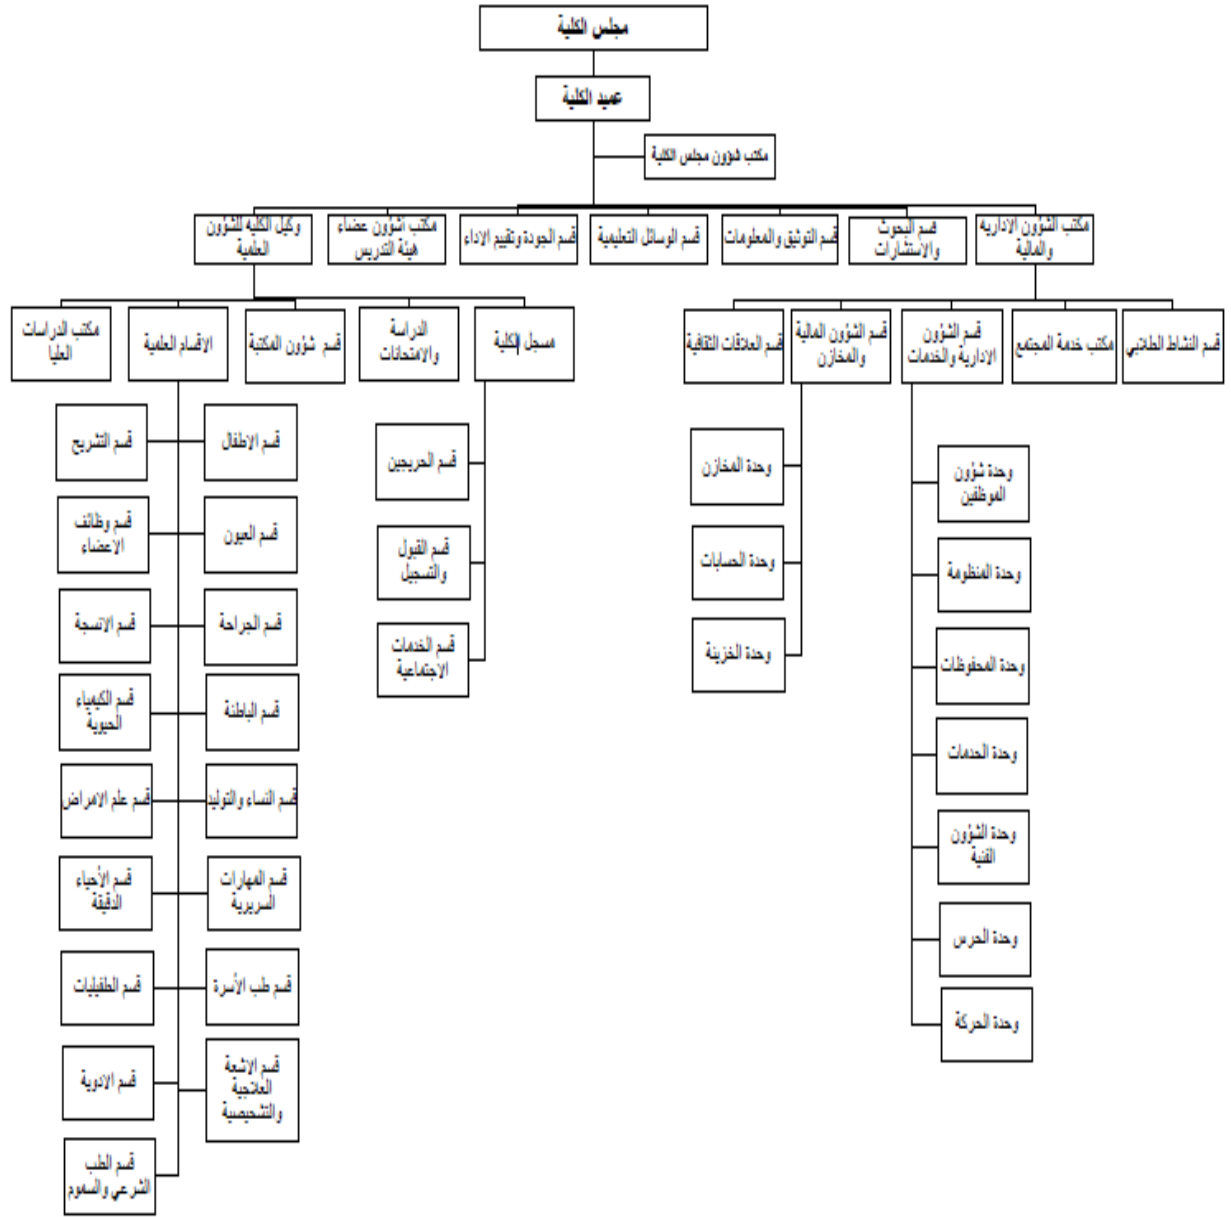 مجلس الكلية
عميد الكلية
مكتب شؤون مجلس الكلية
مكتب الشؤون الادارية
والمالية
قسم البحوث
والاستشارات
قسم التوثيق والمعلومات
قسم الوسائل التعليمية
قسم الجودة وتقييم الاداء
مكتب اشؤون عضاء
هيئة التدريس
وكيل الكليه للشؤون
العلمية
قسم النشاط الطلابي
مكتب خدمة المجتمع
قسم الشؤون
الادارية والخدمات
قسم الشؤون المالية
والمخازن
قسم العلاقات الثقافية
مسجل الكلية
الدراسة
والامتحانات
قسم شؤون المكتبة
الاقسام العلمية
مكتب الدراسات
العليا
وحدة شؤون
الموظفين
وحدة المنظومة
وحدة المحفوظات
وحدة الخدمات
وحدة الشؤون
الفنية
وحدة الحرس
وحدة الحركة
وحدة المخازن
وحدة الحسابات
وحدة الخزينة
قسم الخريجين
قسم القبول
والتسجيل
قسم الخدمات
الاجتماعية
قسم الاطفال
قسم التشريح
قسم العيون
قسم وظائف
الاعضاء
قسم الجراحة
قسم الانسجة
قسم الباطنة
قسم الكيمياء
الحيوية
قسم النساء والتوليد
قسم علم الامراض
قسم المهارات
السريرية
قسم الأحياء
الدقيقة
قسم طب الأسرة
قسم الطفيليات
قسم الاشعة
العلاجية
والتشخيصية
قسم الادوية
قسم الطب
الشرعي والسموم